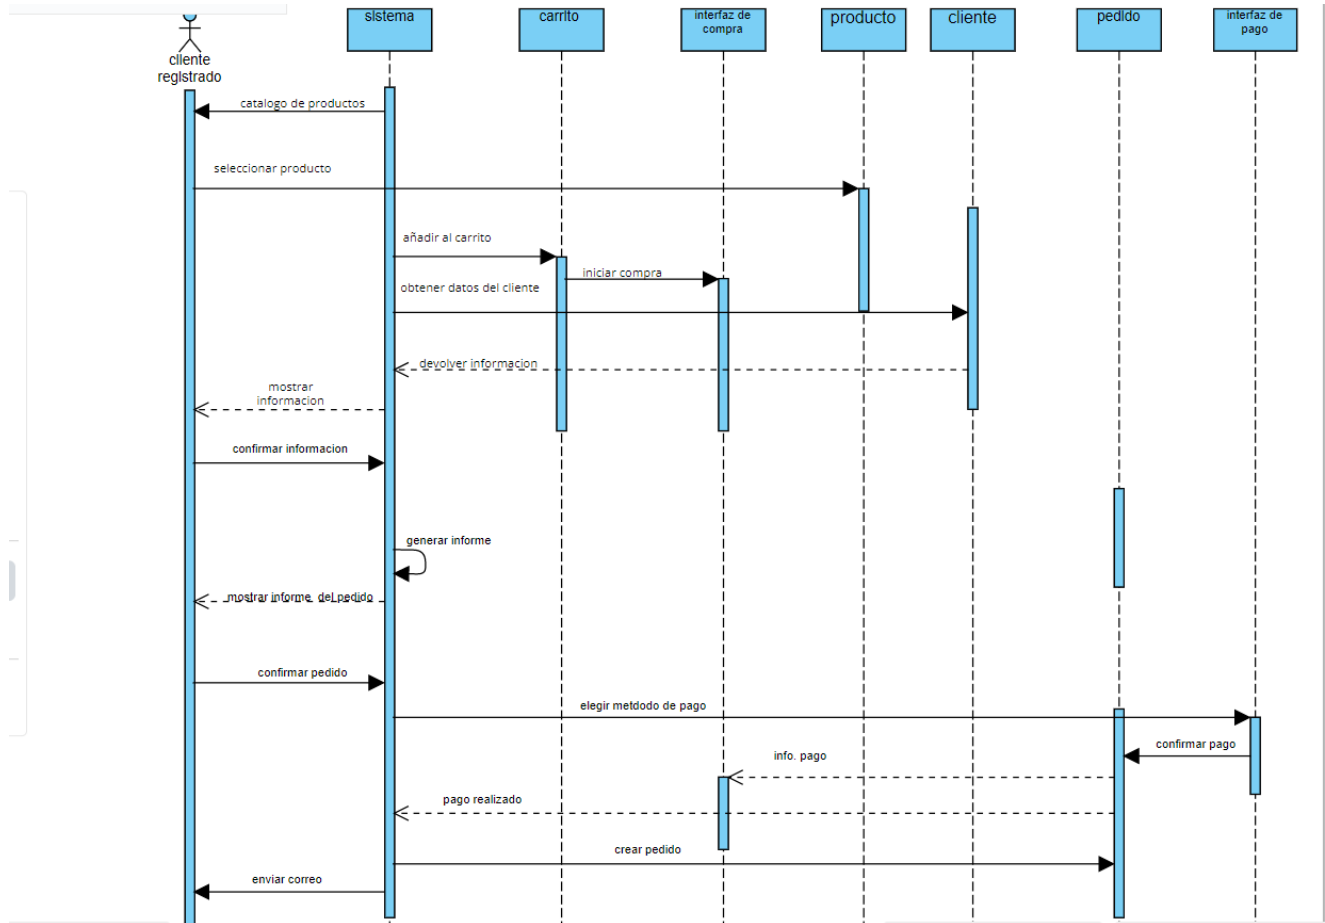 sistema
carrito
interfaz de
compra
producto
cliente
pedido
interfaz de
pago
cliente
registrado
catalogo de productos
seleccionar producto
añadir al carrito
iniciar compra
obtener datos del cliente
devolver informacion
mostrar
informacion
confirmar informacion
generar informe
mostrar informe del pedido
confirmar pedido
elegir metdodo de pago
confirmar pago
info. pago
pago realizado
crear pedido
enviar correo